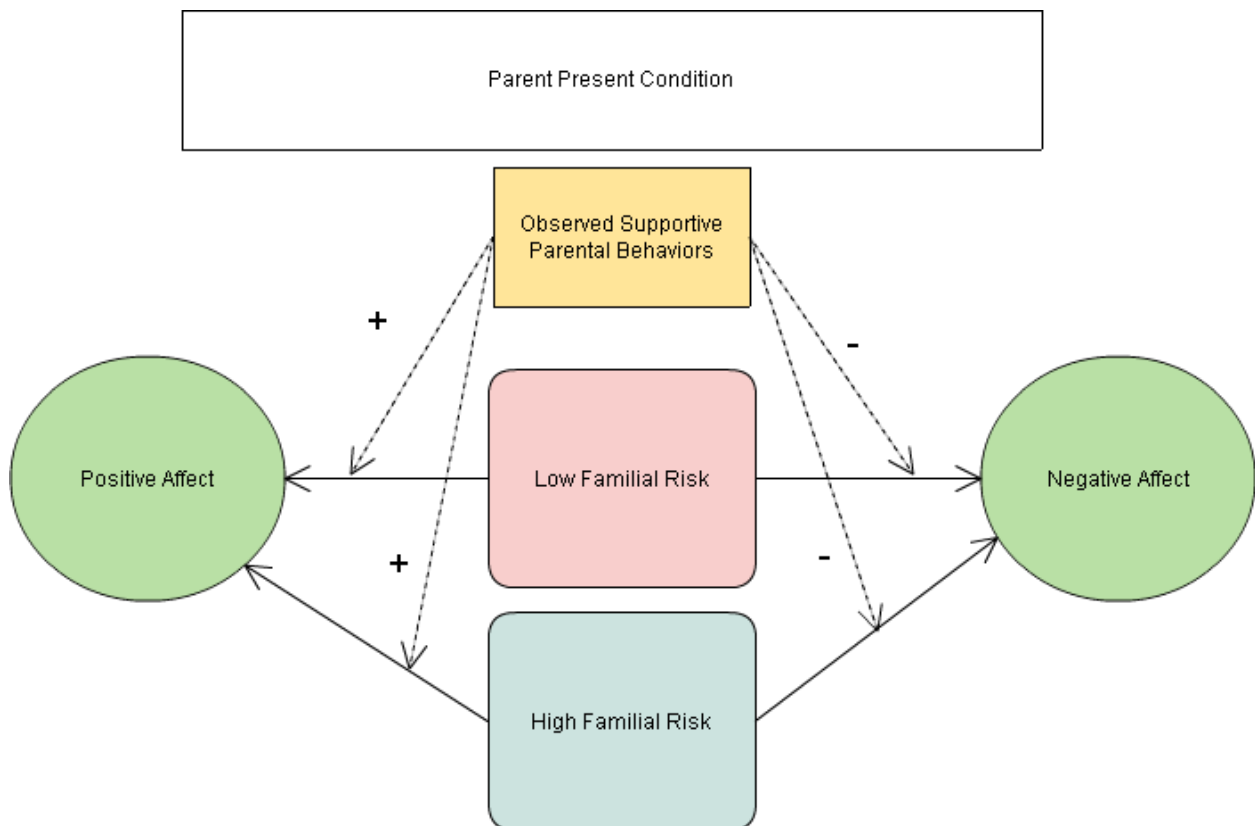 Parent Present Condition
Observed Supportive
Parental Behaviors
+
-
Positive Affect
Low Familial Risk
Negative Affect
+
-
High Familial Risk